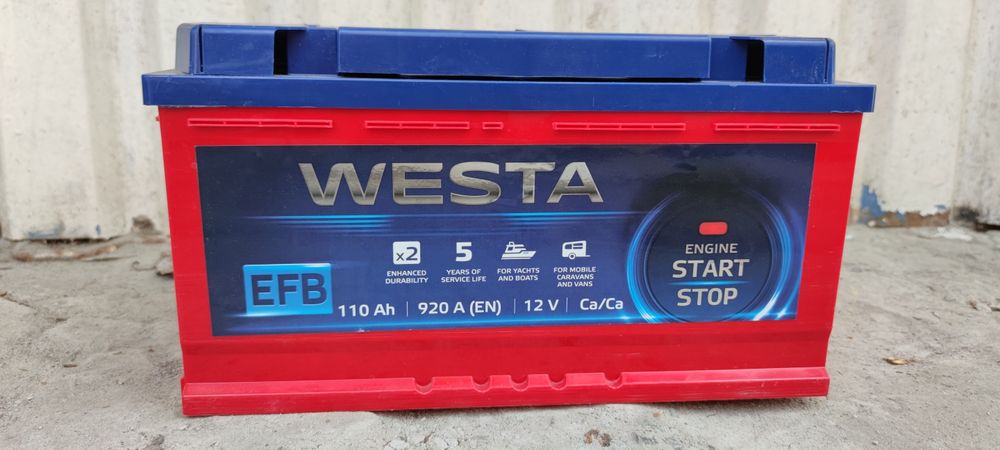 WESTA
x2
ENHANCED
DURABILITY
5
YEARS OF
SERVICE LIFE
FOR YACHTS
AND BOATS
FOR MOBILE
CARAVANS
AND VANS
EFB
110 Ah | 920 A (EN) | 12 V | Ca/Ca
ENGINE
START
STOP